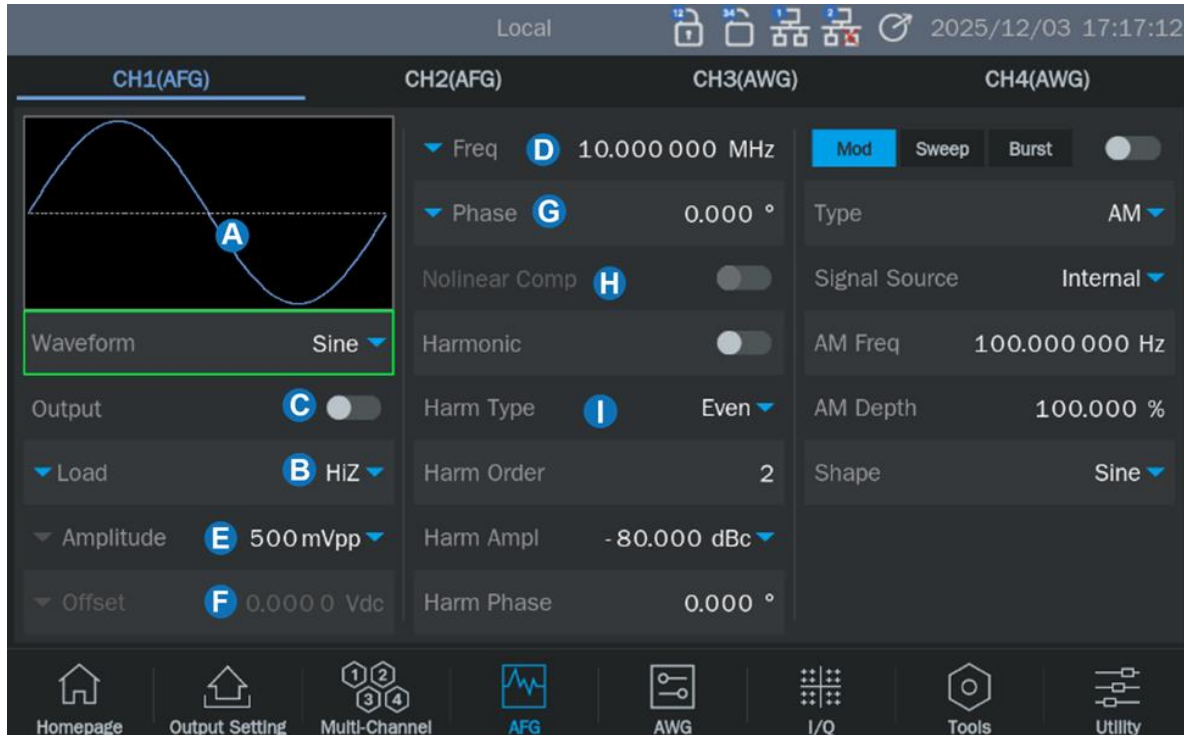 Local 12 34 1 2 2025/12/03 17:17:12
CH1(AFG) CH2(AFG) CH3(AWG) CH4(AWG)
A
Waveform Sine
Output C
Load B HiZ
Amplitude E 500 mVpp
Offset F 0.000 0 Vdc
Freq D 10.000 000 MHz
Phase G 0.000 °
Nolinear Comp H
Harmonic
Harm Type I Even
Harm Order 2
Harm Ampl -80.000 dBc
Harm Phase 0.000 °
Mod Sweep Burst
Type AM
Signal Source Internal
AM Freq 100.000 000 Hz
AM Depth 100.000 %
Shape Sine
1 2 3 4
Homepage Output Setting Multi-Channel AFG AWG I/Q Tools Utility